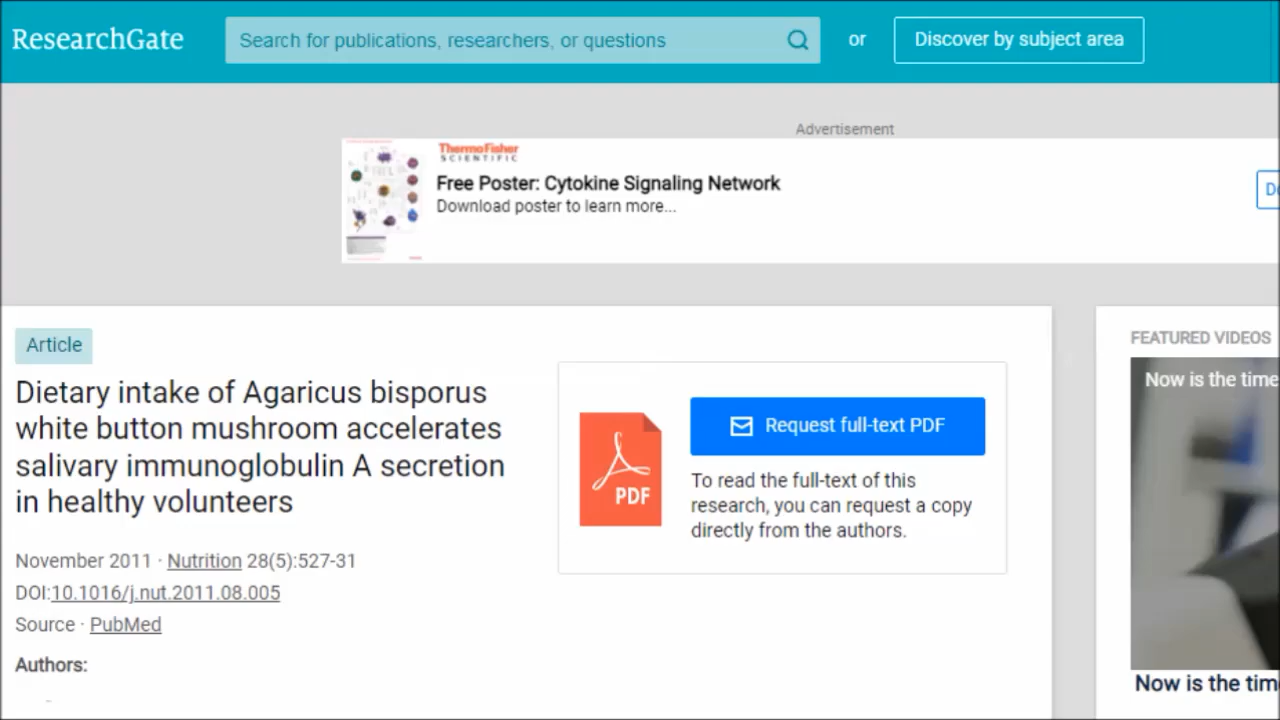 ResearchGate
Search for publications, researchers, or questions
or
Discover by subject area
Advertisement
ThermoFisher
SCIENTIFIC
Free Poster: Cytokine Signaling Network
Download poster to learn more...
Article
Dietary intake of Agaricus bisporus
white button mushroom accelerates
salivary immunoglobulin A secretion
in healthy volunteers
November 2011 · Nutrition 28(5):527-31
DOI:10.1016/j.nut.2011.08.005
Source · PubMed
Authors:
PDF
Request full-text PDF
To read the full-text of this
research, you can request a copy
directly from the authors.
FEATURED VIDEOS
Now is the time
Now is the tim